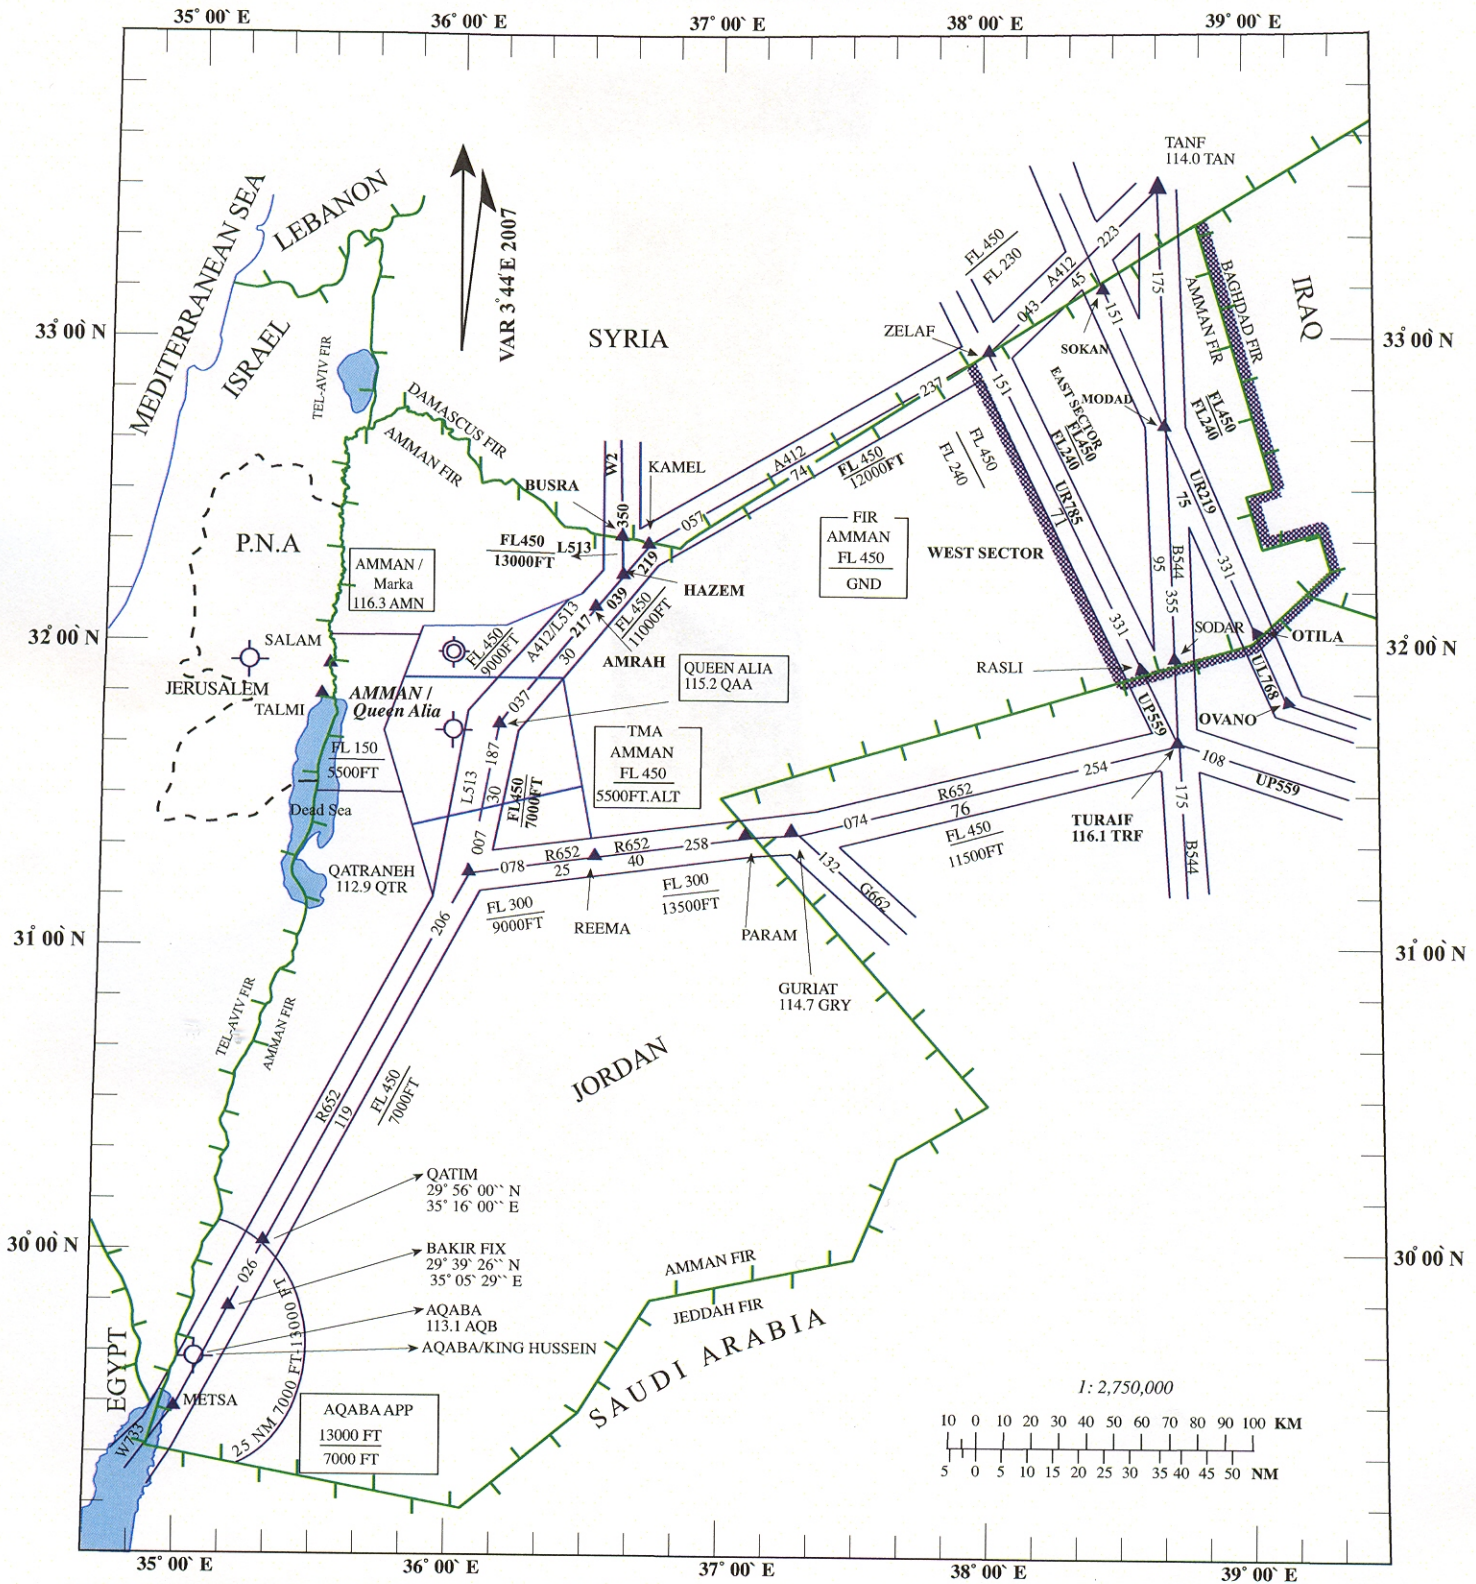 35°00` E
36°00` E
37°00` E
38°00` E
39°00` E
TANF
114.0 TAN
MEDITERRANEAN SEA
LEBANON
VAR 3°44´E 2007
FL 450
FL 230
223
A412
45
043
175
BAGHDAD FIR
AMMAN FIR
IRAQ
33°00` N
ISRAEL
TEL-AVIV FIR
SYRIA
ZELAF
SOKAN
151
33°00` N
DAMASCUS FIR
AMMAN FIR
237
151
EAST SECTOR
FL450
FL240
MODAD
FL450
FL240
W2
KAMEL
A412
74
FL 450
12000FT
FL 450
FL 240
BUSRA
350
057
UR785
71
75
UR219
P.N.A
FL450
13000FT
L513
219
FIR
AMMAN
FL 450
GND
WEST SECTOR
AMMAN /
Marka
116.3 AMN
HAZEM
039
FL 450
11000FT
95
B544
331
355
32°00` N
SALAM
FL 450
9000FT
A412/L513
217
30
AMRAH
331
SODAR
OTILA
32°00` N
JERUSALEM
TALMI
AMMAN /
Queen Alia
QUEEN ALIA
115.2 QAA
RASLI
UL768
037
UP559
OVANO
FL 150
5500FT
187
TMA
AMMAN
FL 450
5500FT.ALT
L513
30
FL450
7000FT
254
108
UP559
Dead Sea
R652
76
175
007
R652
258
074
FL 450
11500FT
TURAIF
116.1 TRF
QATRANEH
112.9 QTR
078
R652
25
40
132
B544
FL 300
9000FT
FL 300
13500FT
G662
206
REEMA
PARAM
31°00` N
31°00` N
GURIAT
114.7 GRY
TEL-AVIV FIR
AMMAN FIR
JORDAN
R652
119
FL 450
7000FT
QATIM
29° 56` 00`` N
35° 16` 00`` E
30°00` N
BAKIR FIX
29° 39` 26`` N
35° 05` 29`` E
AMMAN FIR
30°00` N
026
AQABA
113.1 AQB
JEDDAH FIR
AQABA/KING HUSSEIN
SAUDI ARABIA
EGYPT
25 NM 7000 FT-13000 FT
METSA
W733
AQABA APP
13000 FT
7000 FT
1: 2,750,000
10 0 10 20 30 40 50 60 70 80 90 100 KM
5 0 5 10 15 20 25 30 35 40 45 50 NM
35°00` E
36°00` E
37°00` E
38°00` E
39°00` E